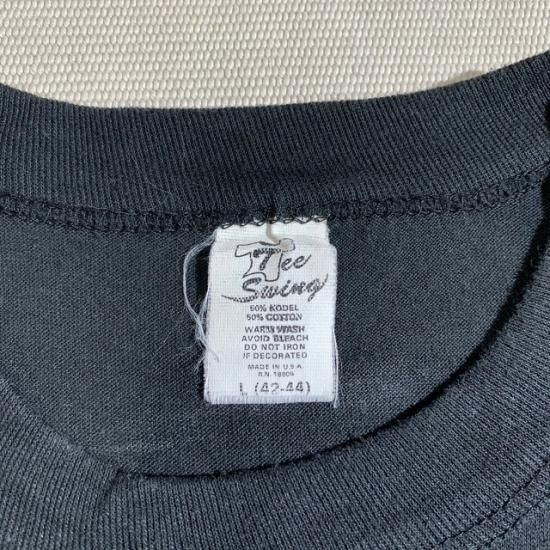 Tee
Swing
50% KODEL
50% COTTON
WARM WASH
AVOID BLEACH
DO NOT IRON
IF DECORATED
MADE IN U.S.A.
R.N. 18809
L (42-44)